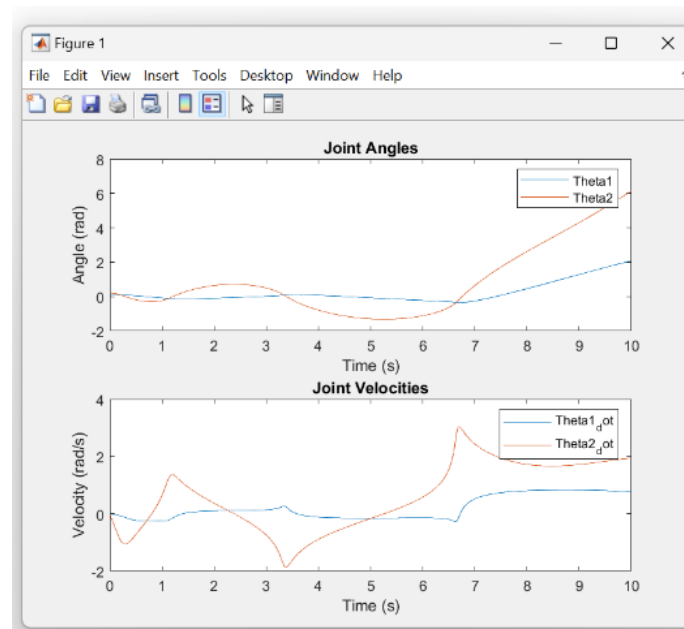 Figure 1
File Edit View Insert Tools Desktop Window Help
Joint Angles
8
6
4
2
0
-2
Angle (rad)
Theta1
Theta2
0 1 2 3 4 5 6 7 8 9 10
Time (s)
Joint Velocities
4
2
0
-2
Velocity (rad/s)
Theta1_dot
Theta2_dot
0 1 2 3 4 5 6 7 8 9 10
Time (s)